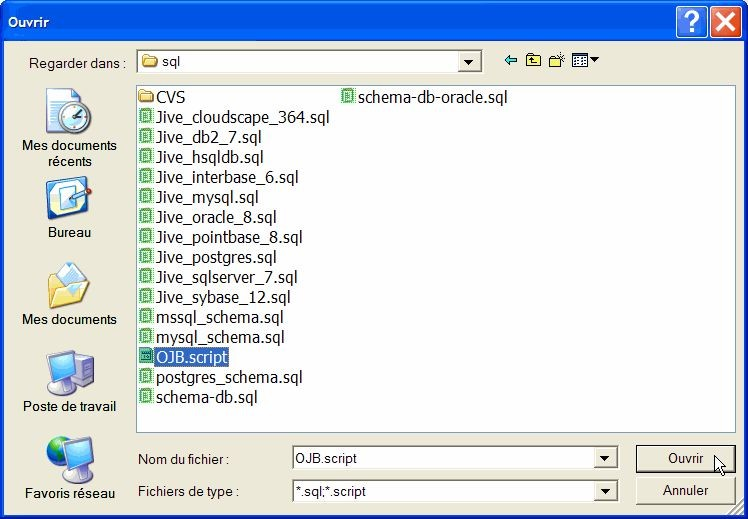 Ouvrir
Regarder dans : sql
CVS
Jive_cloudscape_364.sql
Jive_db2_7.sql
Jive_hsqldb.sql
Jive_interbase_6.sql
Jive_mysql.sql
Jive_oracle_8.sql
Jive_pointbase_8.sql
Jive_postgres.sql
Jive_sqlserver_7.sql
Jive_sybase_12.sql
mssql_schema.sql
mysql_schema.sql
OJB.script
postgres_schema.sql
schema-db.sql
schema-db-oracle.sql
Mes documents
récents
Bureau
Mes documents
Poste de travail
Favoris réseau
Nom du fichier : OJB.script
Ouvrir
Fichiers de type : *.sql;*.script
Annuler